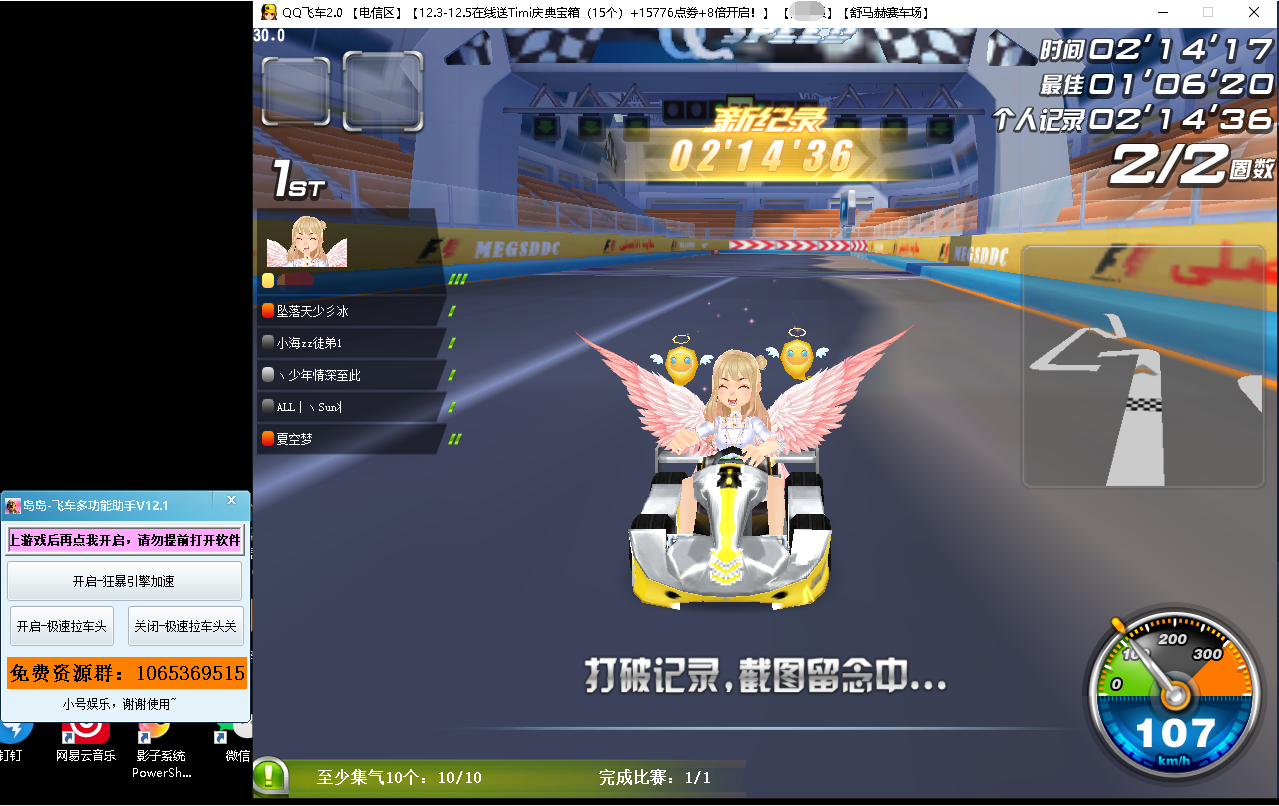 QQ飞车2.0 【电信区】【12.3-12.5在线送Timi庆典宝箱（15个）+15776点券+8倍开启！】 【舒马赫赛车场】
30.0
时间02'14'17
最佳01'06'20
个人记录02'14'36
2/2圈数
新纪录
02'14'36
1ST
MEGSDDC
MEGSDDC
坠落天少彡冰
小海zz徒弟1
丶少年情深至此
ALL丨丶Sun
夏空梦
打破记录,截图留念中...
0
100
200
300
107
km/h
至少集气10个：10/10
完成比赛：1/1
岛岛-飞车多功能助手V12.1
上游戏后再点我开启，请勿提前打开软件
开启-狂暴引擎加速
开启-极速拉车头
关闭-极速拉车头关
免费资源群：1065369515
小号娱乐，谢谢使用~
钉钉
网易云音乐
影子系统
PowerSh...
微信